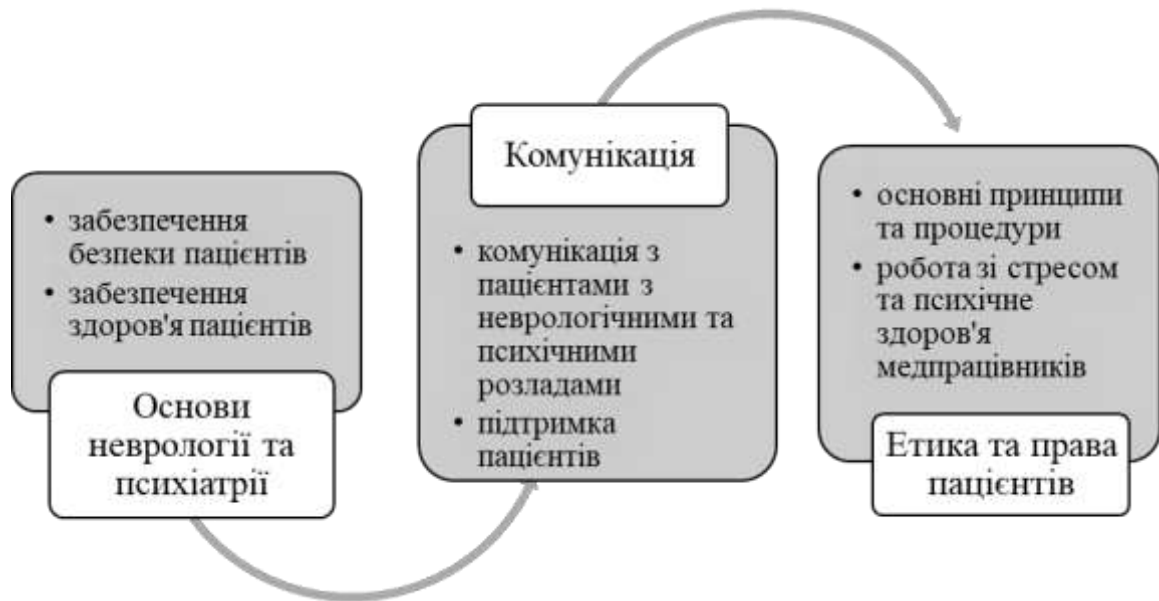 • забезпечення
безпеки пацієнтів
• забезпечення
здоров'я пацієнтів
Основи
неврології та
психіатрії
Комунікація
• комунікація з
пацієнтами з
неврологічними та
психічними
розладами
• підтримка
пацієнтів
• основні принципи
та процедури
• робота зі стресом
та психічне
здоров'я
медпрацівників
Етика та права
пацієнтів